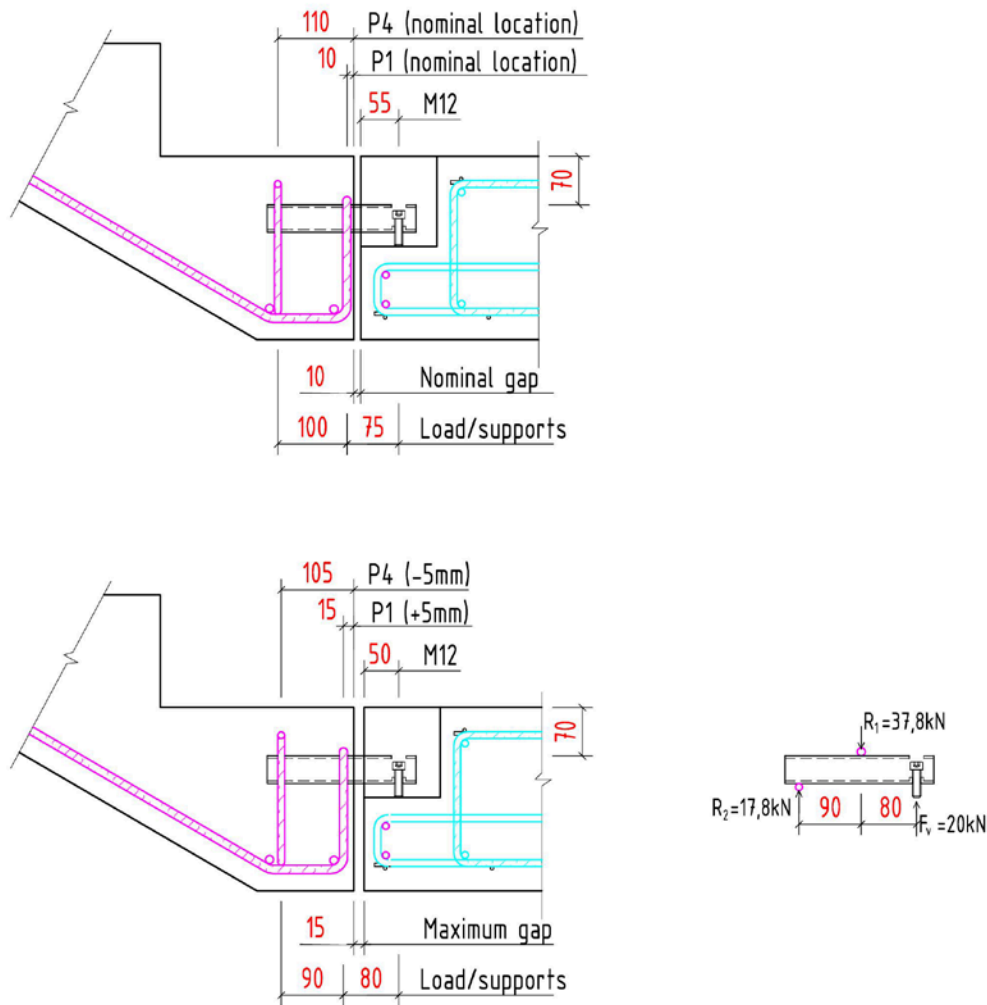 110 P4 (nominal location)
10 P1 (nominal location)
55 M12
70
10 Nominal gap
100 75 Load/supports
105 P4 (-5mm)
15 P1 (+5mm)
50 M12
70
R1=37,8kN
R2=17,8kN 90 80 Fv =20kN
15 Maximum gap
90 80 Load/supports